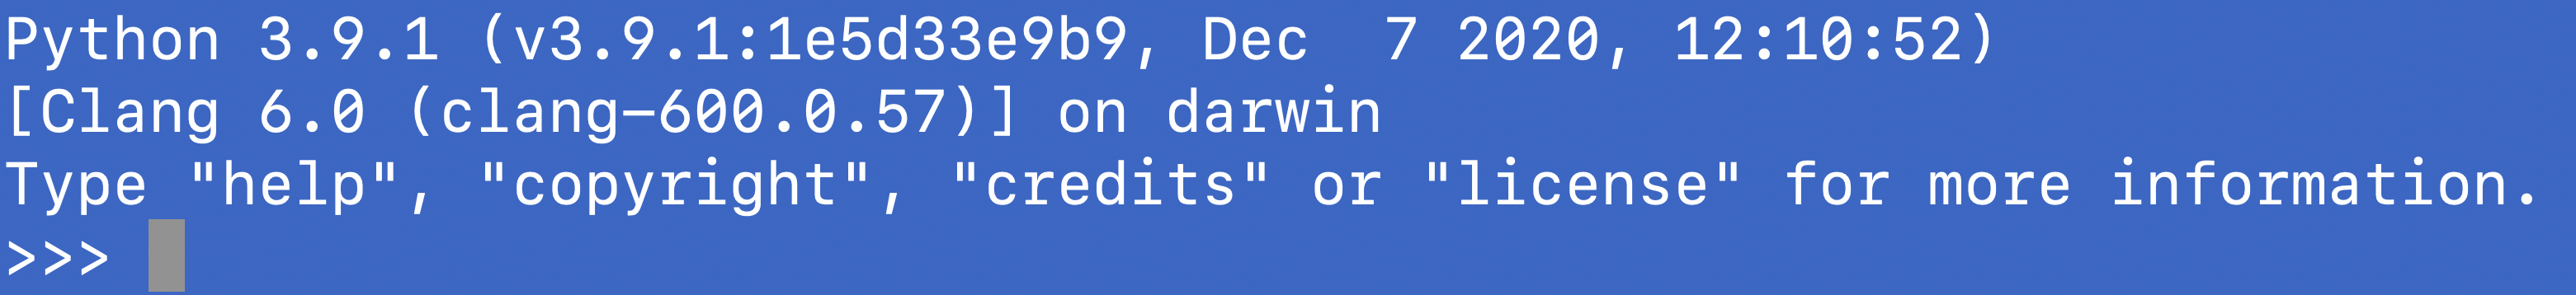 Python 3.9.1 (v3.9.1:1e5d33e9b9, Dec  7 2020, 12:10:52)
[Clang 6.0 (clang-600.0.57)] on darwin
Type "help", "copyright", "credits" or "license" for more information.
>>>